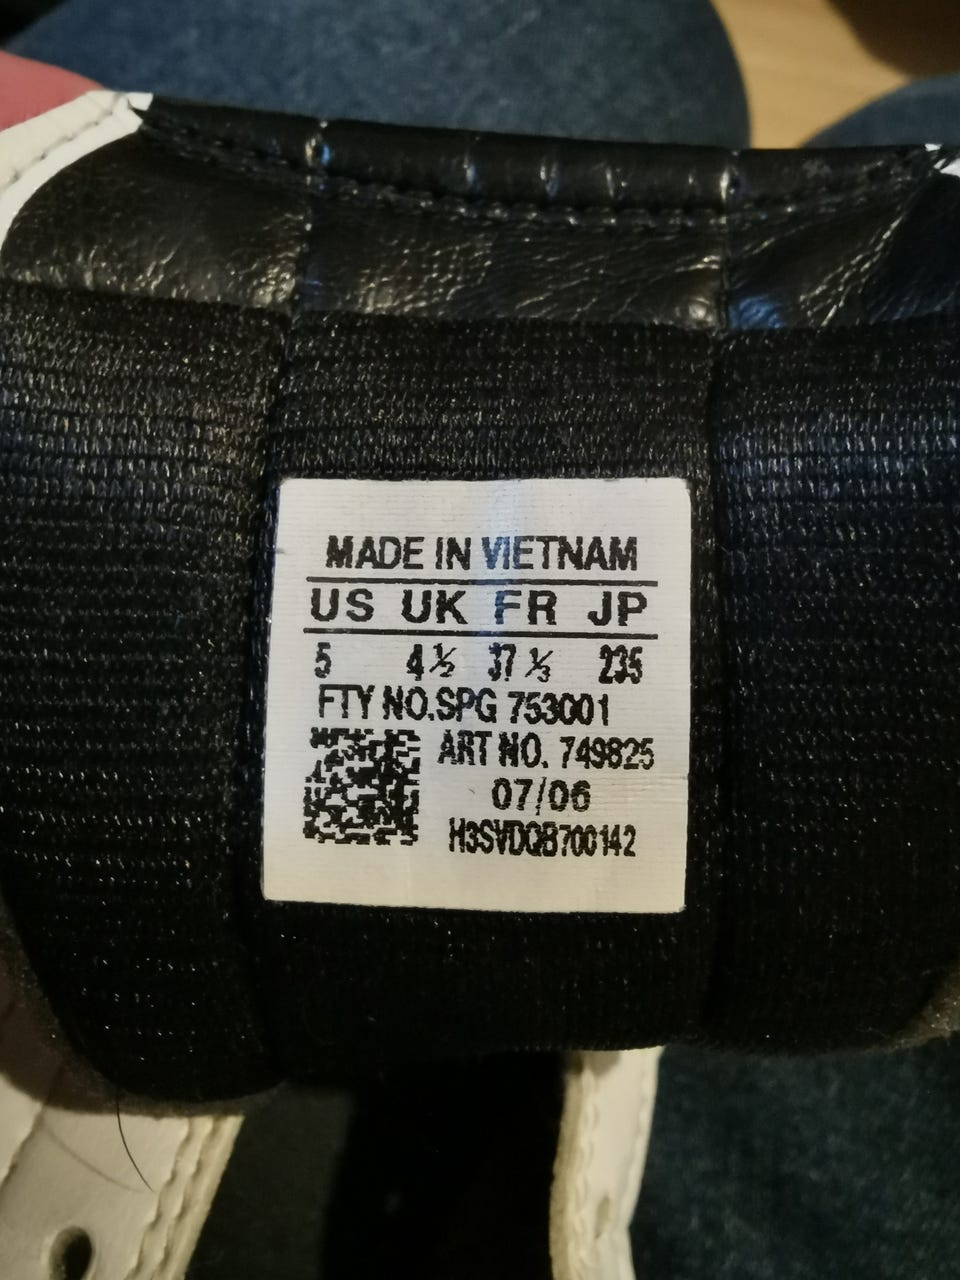 MADE IN VIETNAM
US UK FR JP
5 4½ 37⅓ 235
FTY NO.SPG 753001
ART NO. 749825
07/06
H3SVDQB700142